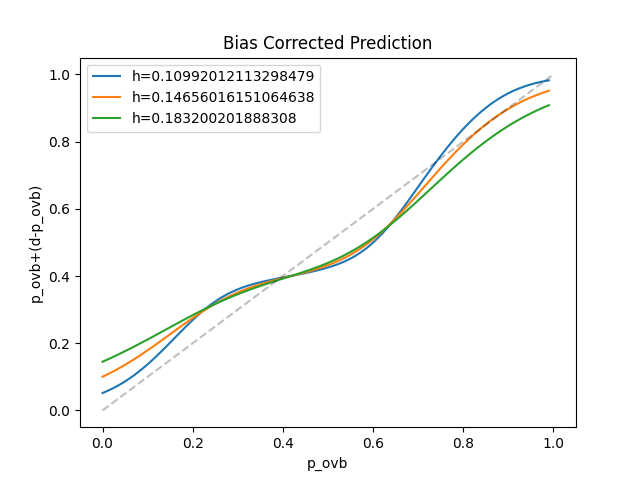 Bias Corrected Prediction
h=0.10992012113298479
h=0.14656016151064638
h=0.183200201888308
p_ovb+(d-p_ovb)
1.0
0.8
0.6
0.4
0.2
0.0
0.0 0.2 0.4 0.6 0.8 1.0
p_ovb